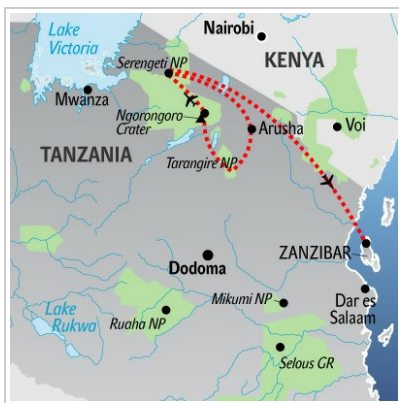 Lake
Victoria
Nairobi
Serengeti NP
KENYA
Mwanza
Ngorongoro
Crater
Arusha
Voi
TANZANIA
Tarangire NP
ZANZIBAR
Dodoma
Mikumi NP
Dar es
Salaam
Lake
Rukwa
Ruaha NP
Selous GR